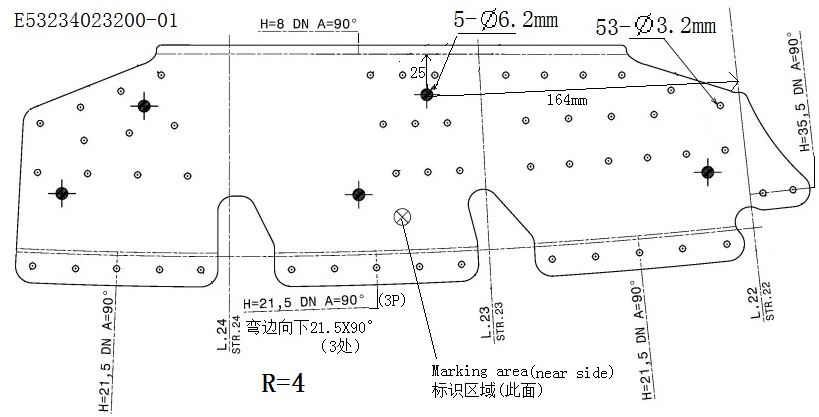 E53234023200-01
H=8 DN A=90°
5-Ø6.2mm
53-Ø3.2mm
25
164mm
H=35,5 DN A=90°
H=21,5 DN A=90°
(3P)
弯边向下21.5X90°
(3处)
L.24
STR.24
L.23
STR.23
L.22
STR.22
H=21,5 DN A=90°
H=21,5 DN A=90°
R=4
Marking area(near side)
标识区域(此面)